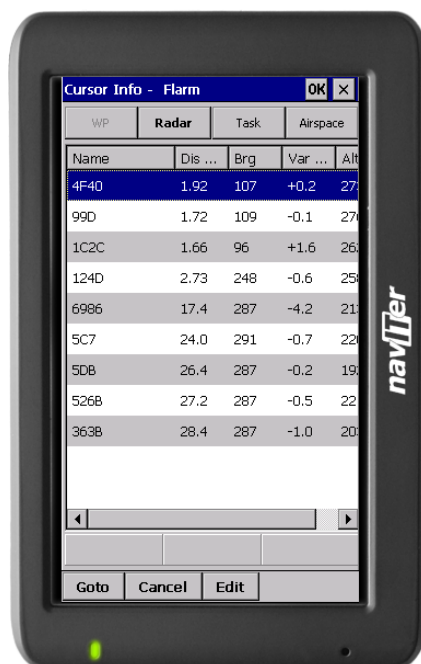 Cursor Info - Flarm OK ×
WP Radar Task Airspace
Name Dis ... Brg Var ... Alt
4F40 1.92 107 +0.2
99D 1.72 109 -0.1
1C2C 1.66 96 +1.6
124D 2.73 248 -0.6
6986 17.4 287 -4.2
5C7 24.0 291 -0.7
5DB 26.4 287 -0.2
526B 27.2 287 -0.5
363B 28.4 287 -1.0
Goto Cancel Edit
naviter